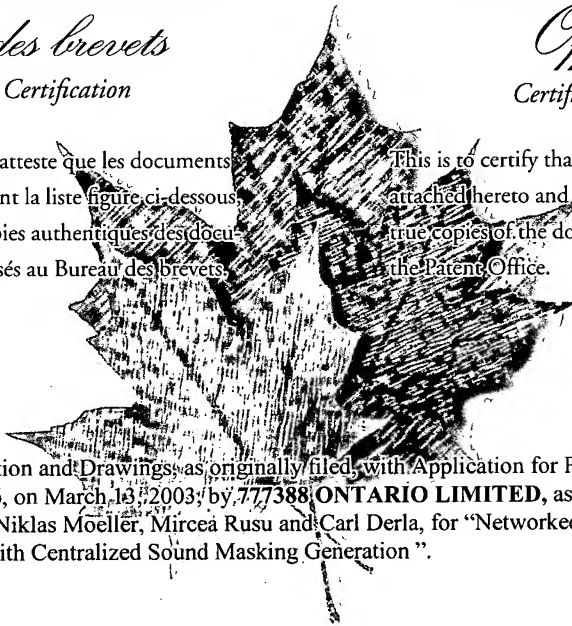 des brevets
Certification
atteste que les documents
nt la liste figure ci-dessous
pies authentiques des docu-
sés au Bureau des brevets.
Certifi
This is to certify tha
attached hereto and
true copies of the do
the Patent Office.
tion and Drawings, as originally filed, with Application for P
, on March 13, 2003, by 777388 ONTARIO LIMITED, as
Niklas Moeller, Mircea Rusu and Carl Derla, for "Networked
ith Centralized Sound Masking Generation ".